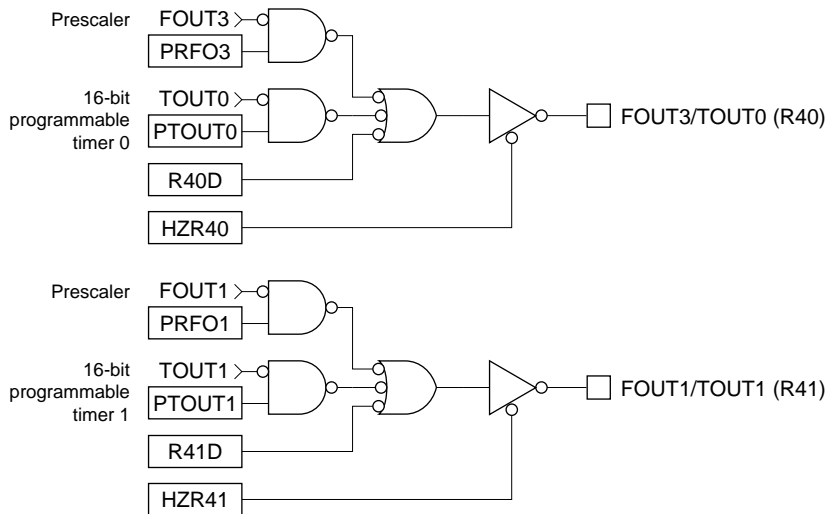 Prescaler
FOUT3
PRFO3
16-bit
programmable
timer 0
TOUT0
PTOUT0
R40D
HZR40
FOUT3/TOUT0 (R40)
Prescaler
FOUT1
PRFO1
16-bit
programmable
timer 1
TOUT1
PTOUT1
R41D
HZR41
FOUT1/TOUT1 (R41)